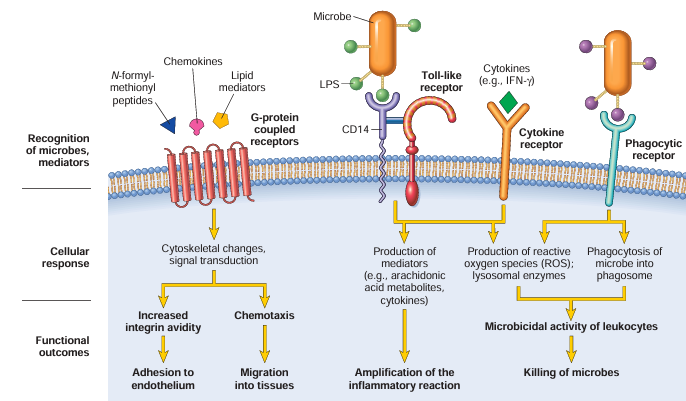 Microbe
Chemokines
N-formyl-
methionyl
peptides
Lipid
mediators
G-protein
coupled
receptors
LPS
CD14
Toll-like
receptor
Cytokines
(e.g., IFN-γ)
Cytokine
receptor
Phagocytic
receptor
Recognition
of microbes,
mediators
Cellular
response
Cytoskeletal changes,
signal transduction
Production of
mediators
(e.g., arachidonic
acid metabolites,
cytokines)
Production of reactive
oxygen species (ROS);
lysosomal enzymes
Phagocytosis of
microbe into
phagosome
Functional
outcomes
Increased
integrin avidity
Chemotaxis
Microbicidal activity of leukocytes
Adhesion to
endothelium
Migration
into tissues
Amplification of the
inflammatory reaction
Killing of microbes